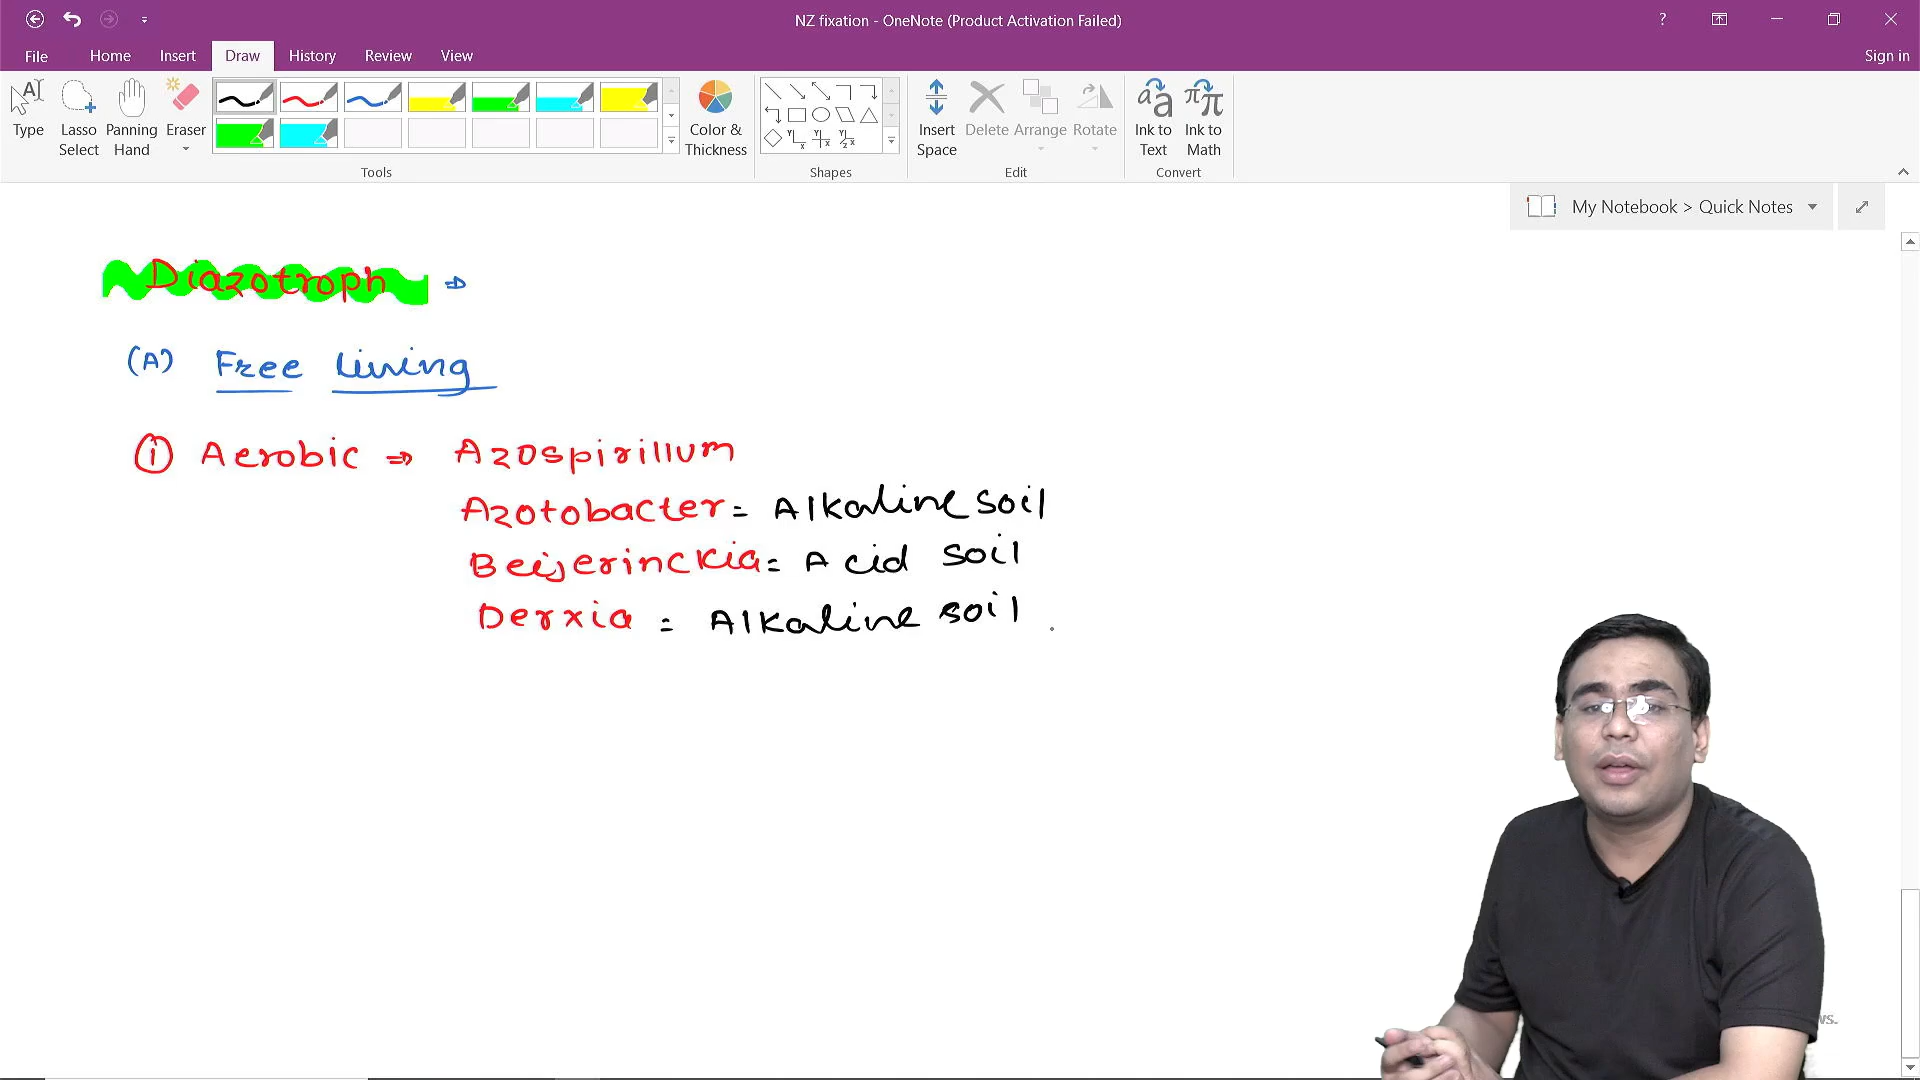 NZ fixation - OneNote (Product Activation Failed)
?
File Home Insert Draw History Review View
Sign in
Type
Lasso Select
Panning Hand
Eraser
Color & Thickness
Insert Space
Delete
Arrange
Rotate
Ink to Text
Ink to Math
Tools
Shapes
Edit
Convert
My Notebook > Quick Notes
Diazotroph ⇒
(A) Free Living
① Aerobic ⇒ Azospirillum
Azotobacter = Alkaline soil
Beijerinckia = Acid soil
Derxia = Alkaline soil